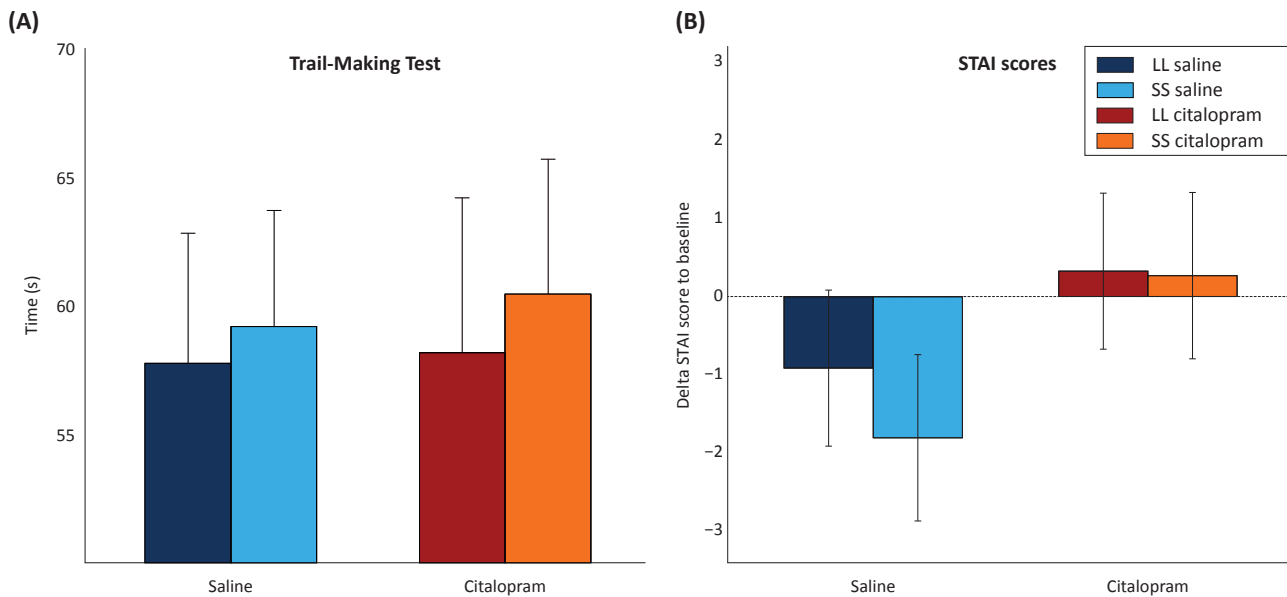 (A)
Trail-Making Test
70
65
60
55
Time (s)
Saline
Citalopram
(B)
STAI scores
LL saline
SS saline
LL citalopram
SS citalopram
3
2
1
0
−1
−2
−3
Delta STAI score to baseline
Saline
Citalopram